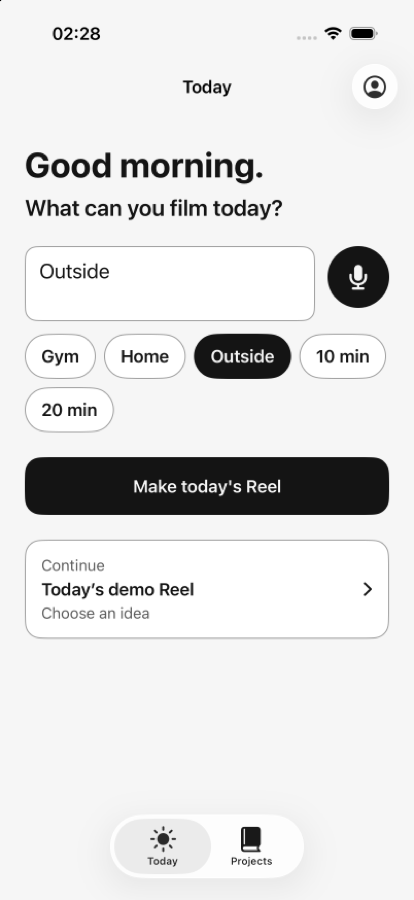 02:28
Today
Good morning.
What can you film today?
Outside
Gym Home Outside 10 min
20 min
Make today's Reel
Continue
Today’s demo Reel
Choose an idea
Today Projects